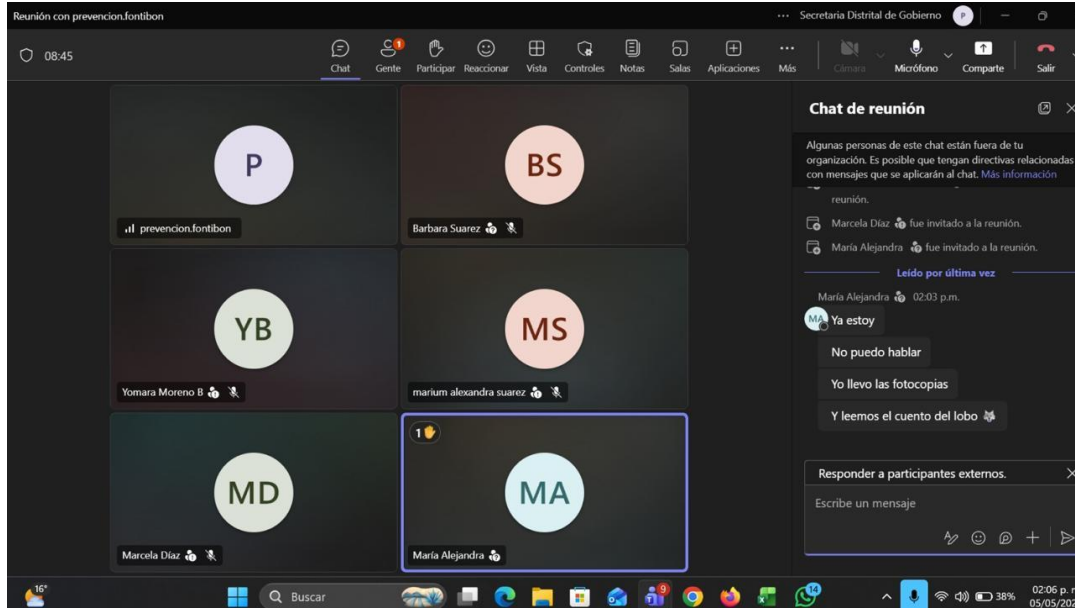 Reunión con prevencion.fontibon
Secretaria Distrital de Gobierno
P
08:45
Chat
1
Gente
Participar
Reaccionar
Vista
Controles
Notas
Salas
Aplicaciones
Más
Cámara
Micrófono
Comparte
Salir
P
prevencion.fontibon
BS
Barbara Suarez
YB
Yomara Moreno B
MS
marium alexandra suarez
MD
Marcela Díaz
1
MA
María Alejandra
Chat de reunión
Algunas personas de este chat están fuera de tu
organización. Es posible que tengan directivas relacionadas
con mensajes que se aplicarán al chat. Más información
reunión.
Marcela Díaz fue invitado a la reunión.
María Alejandra fue invitado a la reunión.
Leído por última vez
María Alejandra 02:03 p.m.
MA
Ya estoy
No puedo hablar
Yo llevo las fotocopias
Y leemos el cuento del lobo
Responder a participantes externos.
Escribe un mensaje
16°
Buscar
9
14
38%
02:06 p.
05/05/202